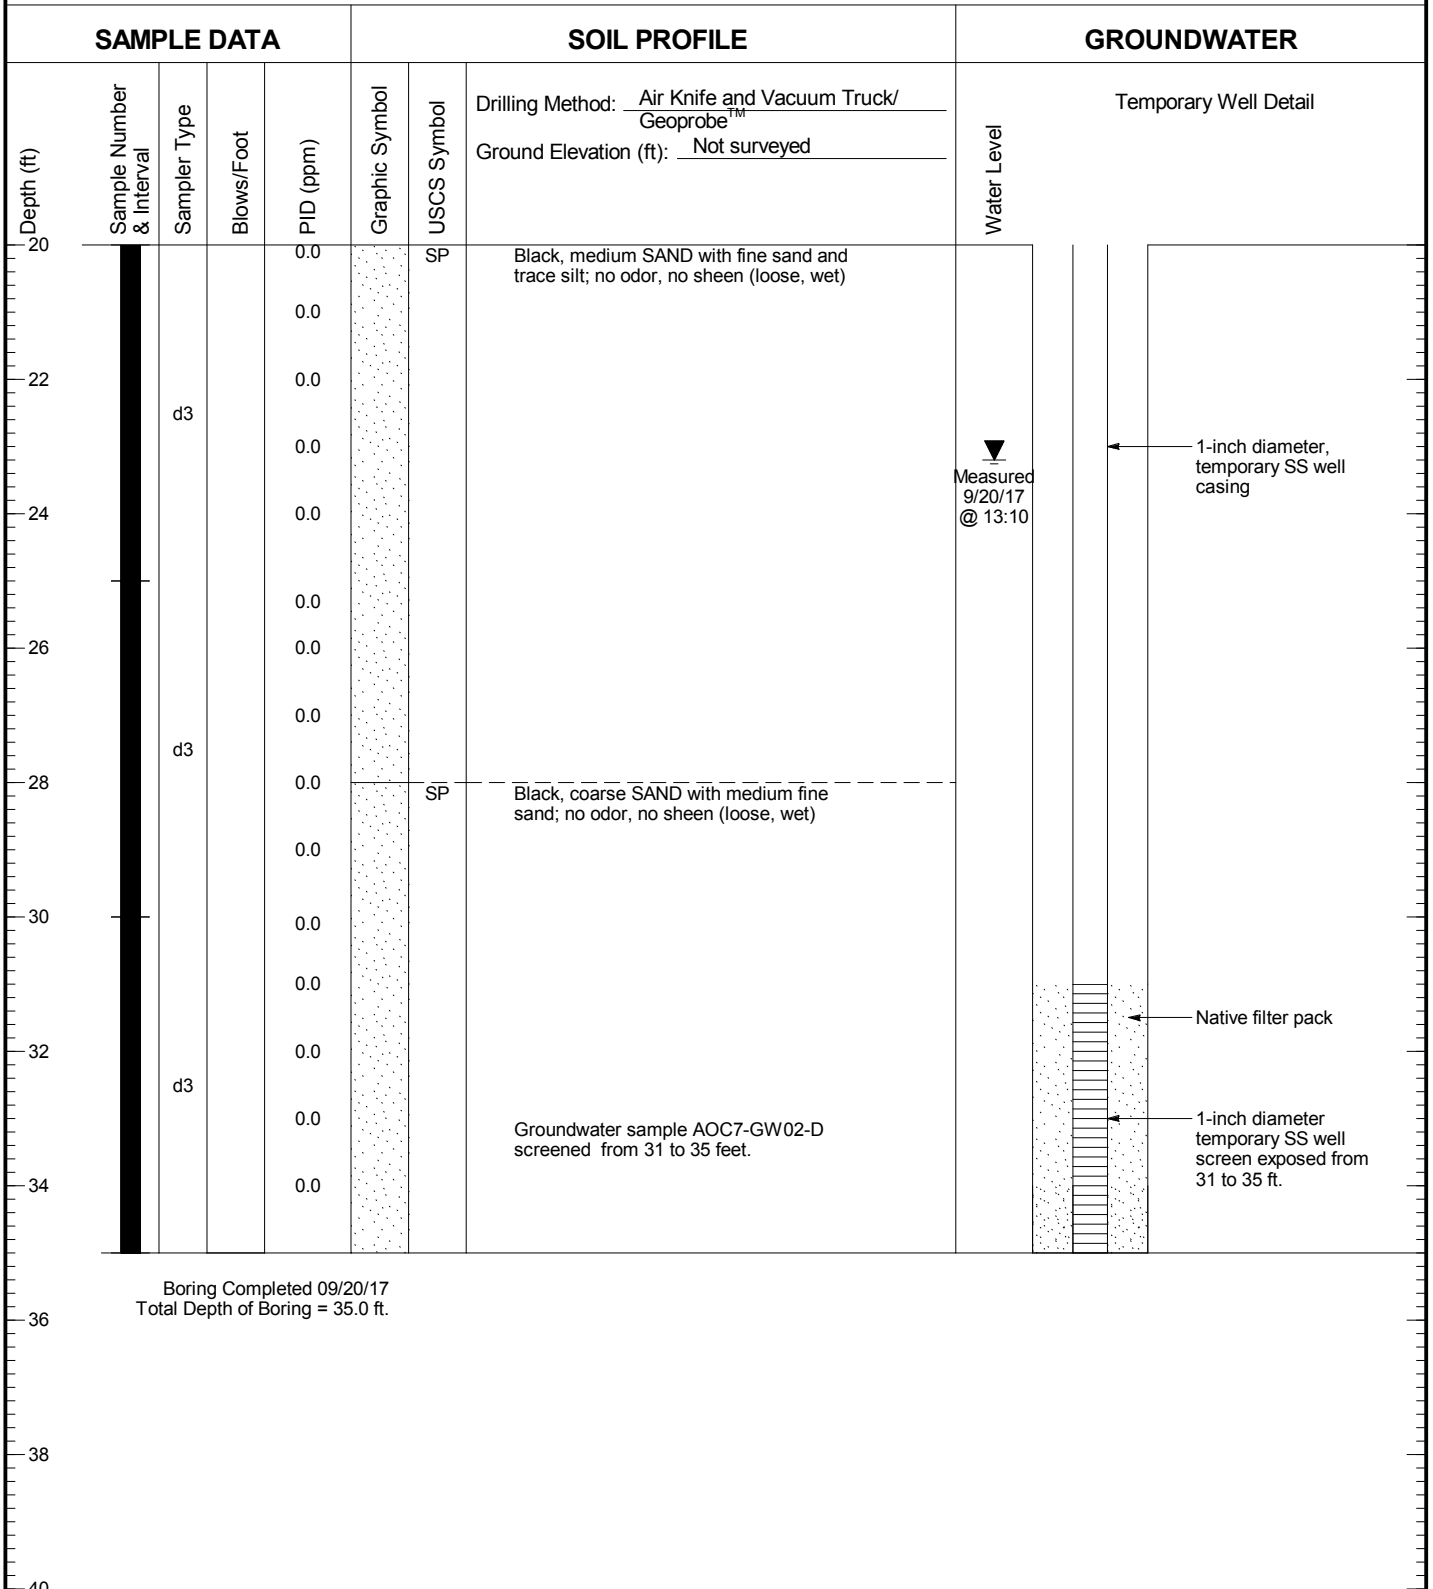 SAMPLE DATA
SOIL PROFILE
GROUNDWATER
Depth (ft)
Sample Number
& Interval
Sampler Type
Blows/Foot
PID (ppm)
Graphic Symbol
USCS Symbol
Drilling Method: Air Knife and Vacuum Truck/
Geoprobe™
Ground Elevation (ft): Not surveyed
Water Level
Temporary Well Detail
20
0.0
SP
Black, medium SAND with fine sand and
trace silt; no odor, no sheen (loose, wet)
0.0
22
0.0
d3
0.0
Measured
9/20/17
@ 13:10
1-inch diameter,
temporary SS well
casing
24
0.0
0.0
26
0.0
0.0
d3
28
0.0
SP
Black, coarse SAND with medium fine
sand; no odor, no sheen (loose, wet)
0.0
30
0.0
0.0
Native filter pack
32
0.0
d3
0.0
Groundwater sample AOC7-GW02-D
screened from 31 to 35 feet.
1-inch diameter
temporary SS well
screen exposed from
31 to 35 ft.
34
0.0
Boring Completed 09/20/17
Total Depth of Boring = 35.0 ft.
36
38
40